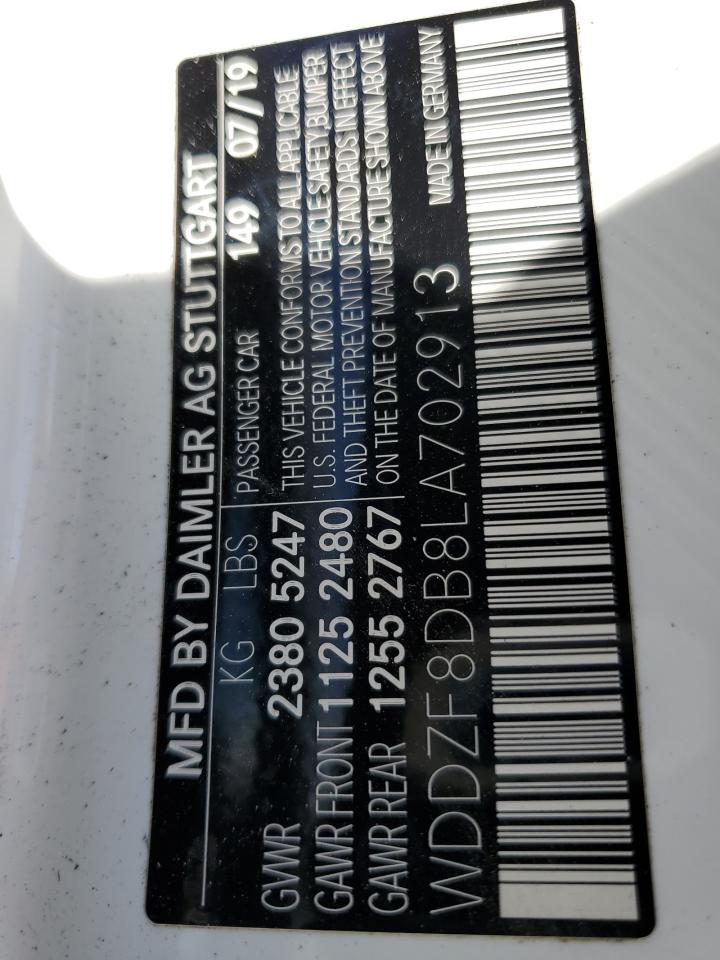 MFD BY DAIMLER AG STUTTGART
KG LBS PASSENGER CAR 149 07/19
GVWR 2380 5247 THIS VEHICLE CONFORMS TO ALL APPLICABLE
GAWR FRONT 1125 2480 U.S. FEDERAL MOTOR VEHICLE SAFETY, BUMPER,
GAWR REAR 1255 2767 AND THEFT PREVENTION STANDARDS IN EFFECT
ON THE DATE OF MANUFACTURE SHOWN ABOVE
WDDZF8DB8LA702913 MADE IN GERMANY